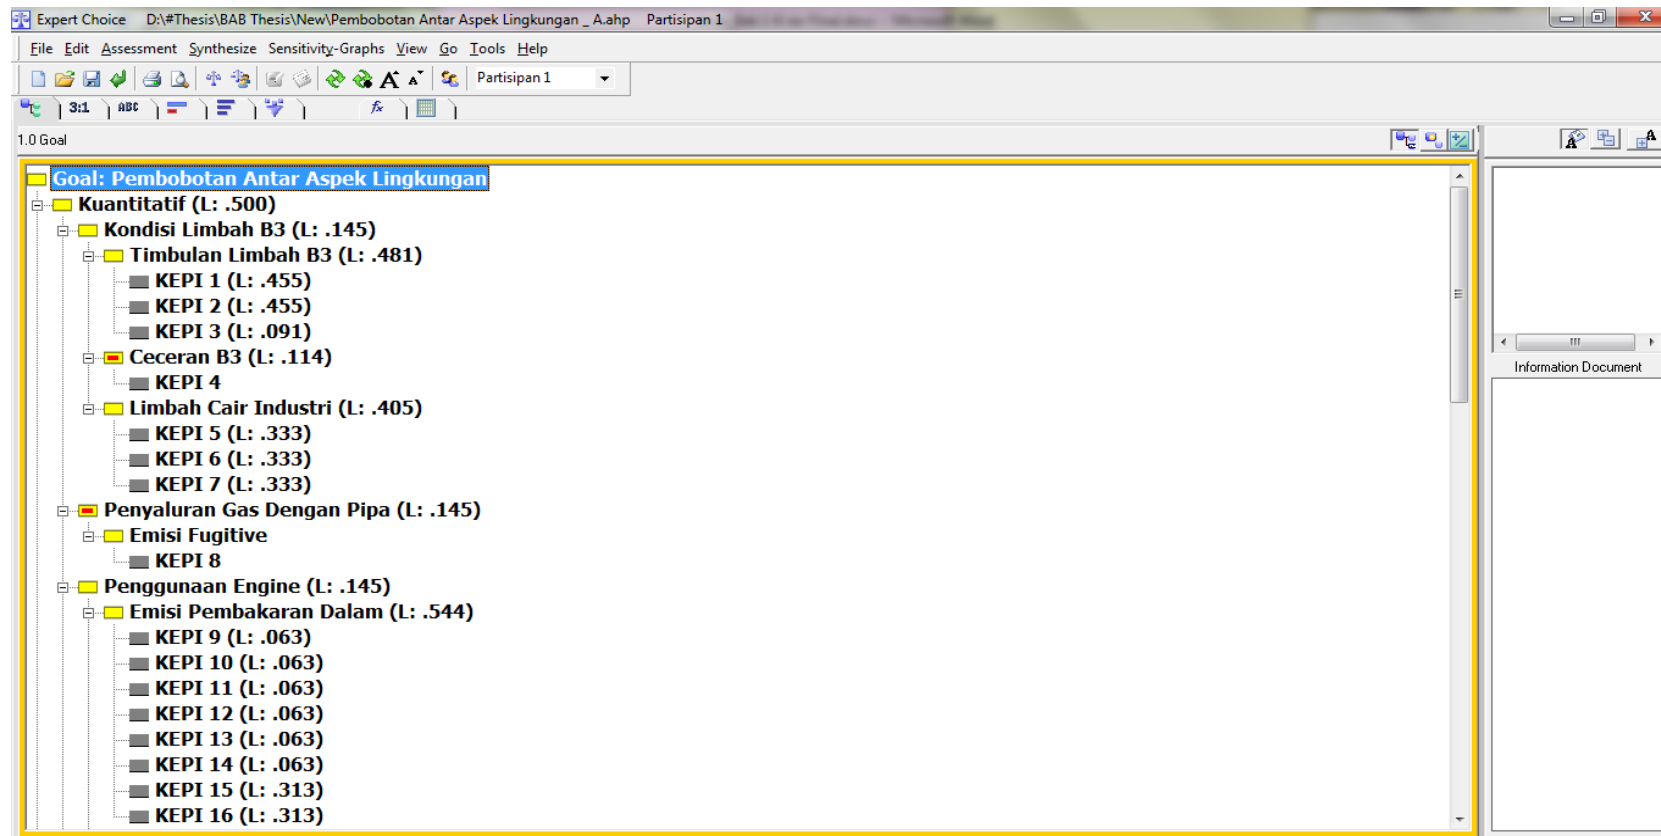 Expert Choice D:\#Thesis\BAB Thesis\New\Pembobotan Antar Aspek Lingkungan _ A.ahp Partisipan 1
File Edit Assessment Synthesize Sensitivity-Graphs View Go Tools Help
Partisipan 1
3:1 ABC fx
1.0 Goal
Goal: Pembobotan Antar Aspek Lingkungan
Kuantitatif (L: .500)
Kondisi Limbah B3 (L: .145)
Timbulan Limbah B3 (L: .481)
KEPI 1 (L: .455)
KEPI 2 (L: .455)
KEPI 3 (L: .091)
Ceceran B3 (L: .114)
KEPI 4
Limbah Cair Industri (L: .405)
KEPI 5 (L: .333)
KEPI 6 (L: .333)
KEPI 7 (L: .333)
Penyaluran Gas Dengan Pipa (L: .145)
Emisi Fugitive
KEPI 8
Penggunaan Engine (L: .145)
Emisi Pembakaran Dalam (L: .544)
KEPI 9 (L: .063)
KEPI 10 (L: .063)
KEPI 11 (L: .063)
KEPI 12 (L: .063)
KEPI 13 (L: .063)
KEPI 14 (L: .063)
KEPI 15 (L: .313)
KEPI 16 (L: .313)
Information Document